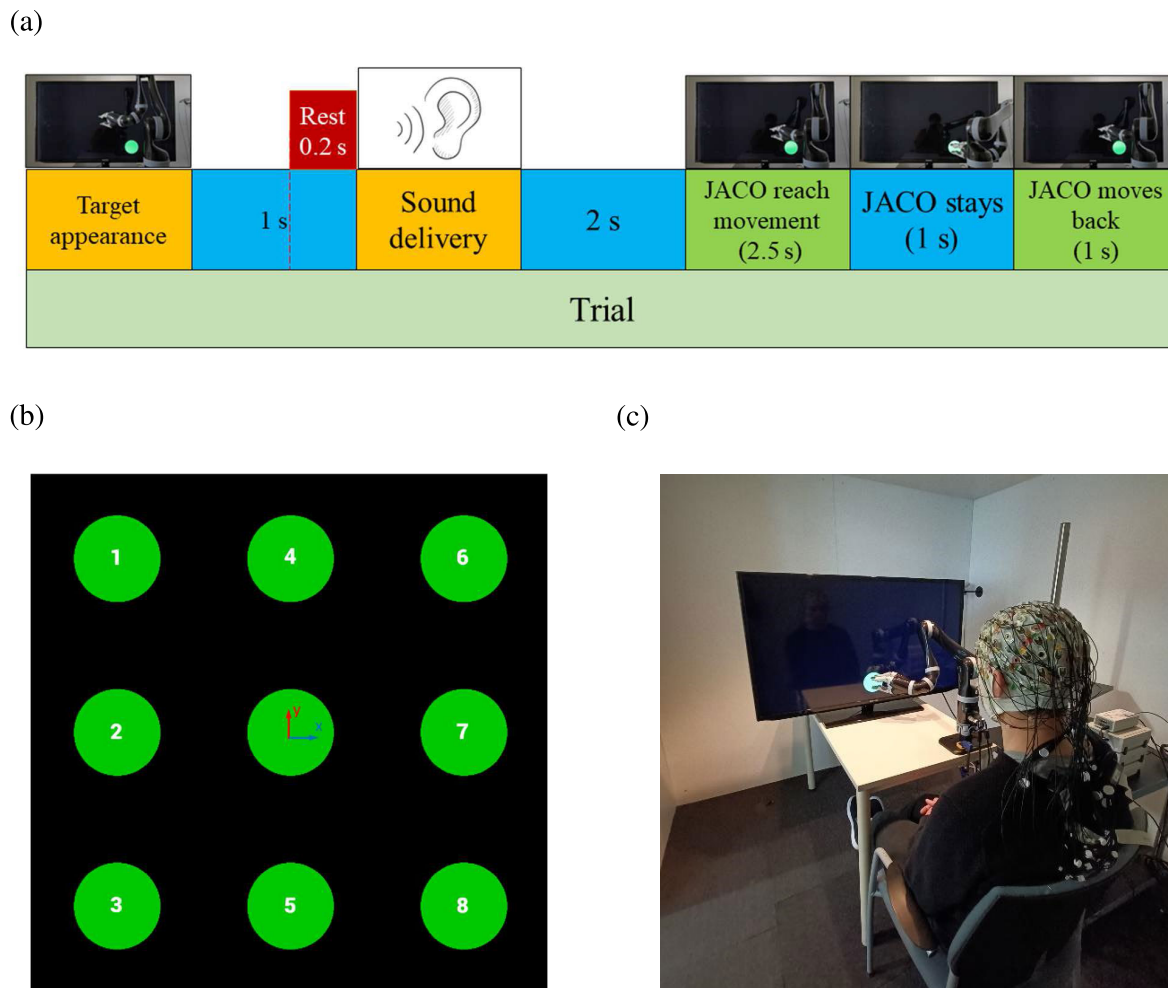 (a)
Rest
0.2 s
Target
appearance
1 s
Sound
delivery
2 s
JACO reach
movement
(2.5 s)
JACO stays
(1 s)
JACO moves
back
(1 s)
Trial
(b)
(c)
1 4 6
2 y x 7
3 5 8